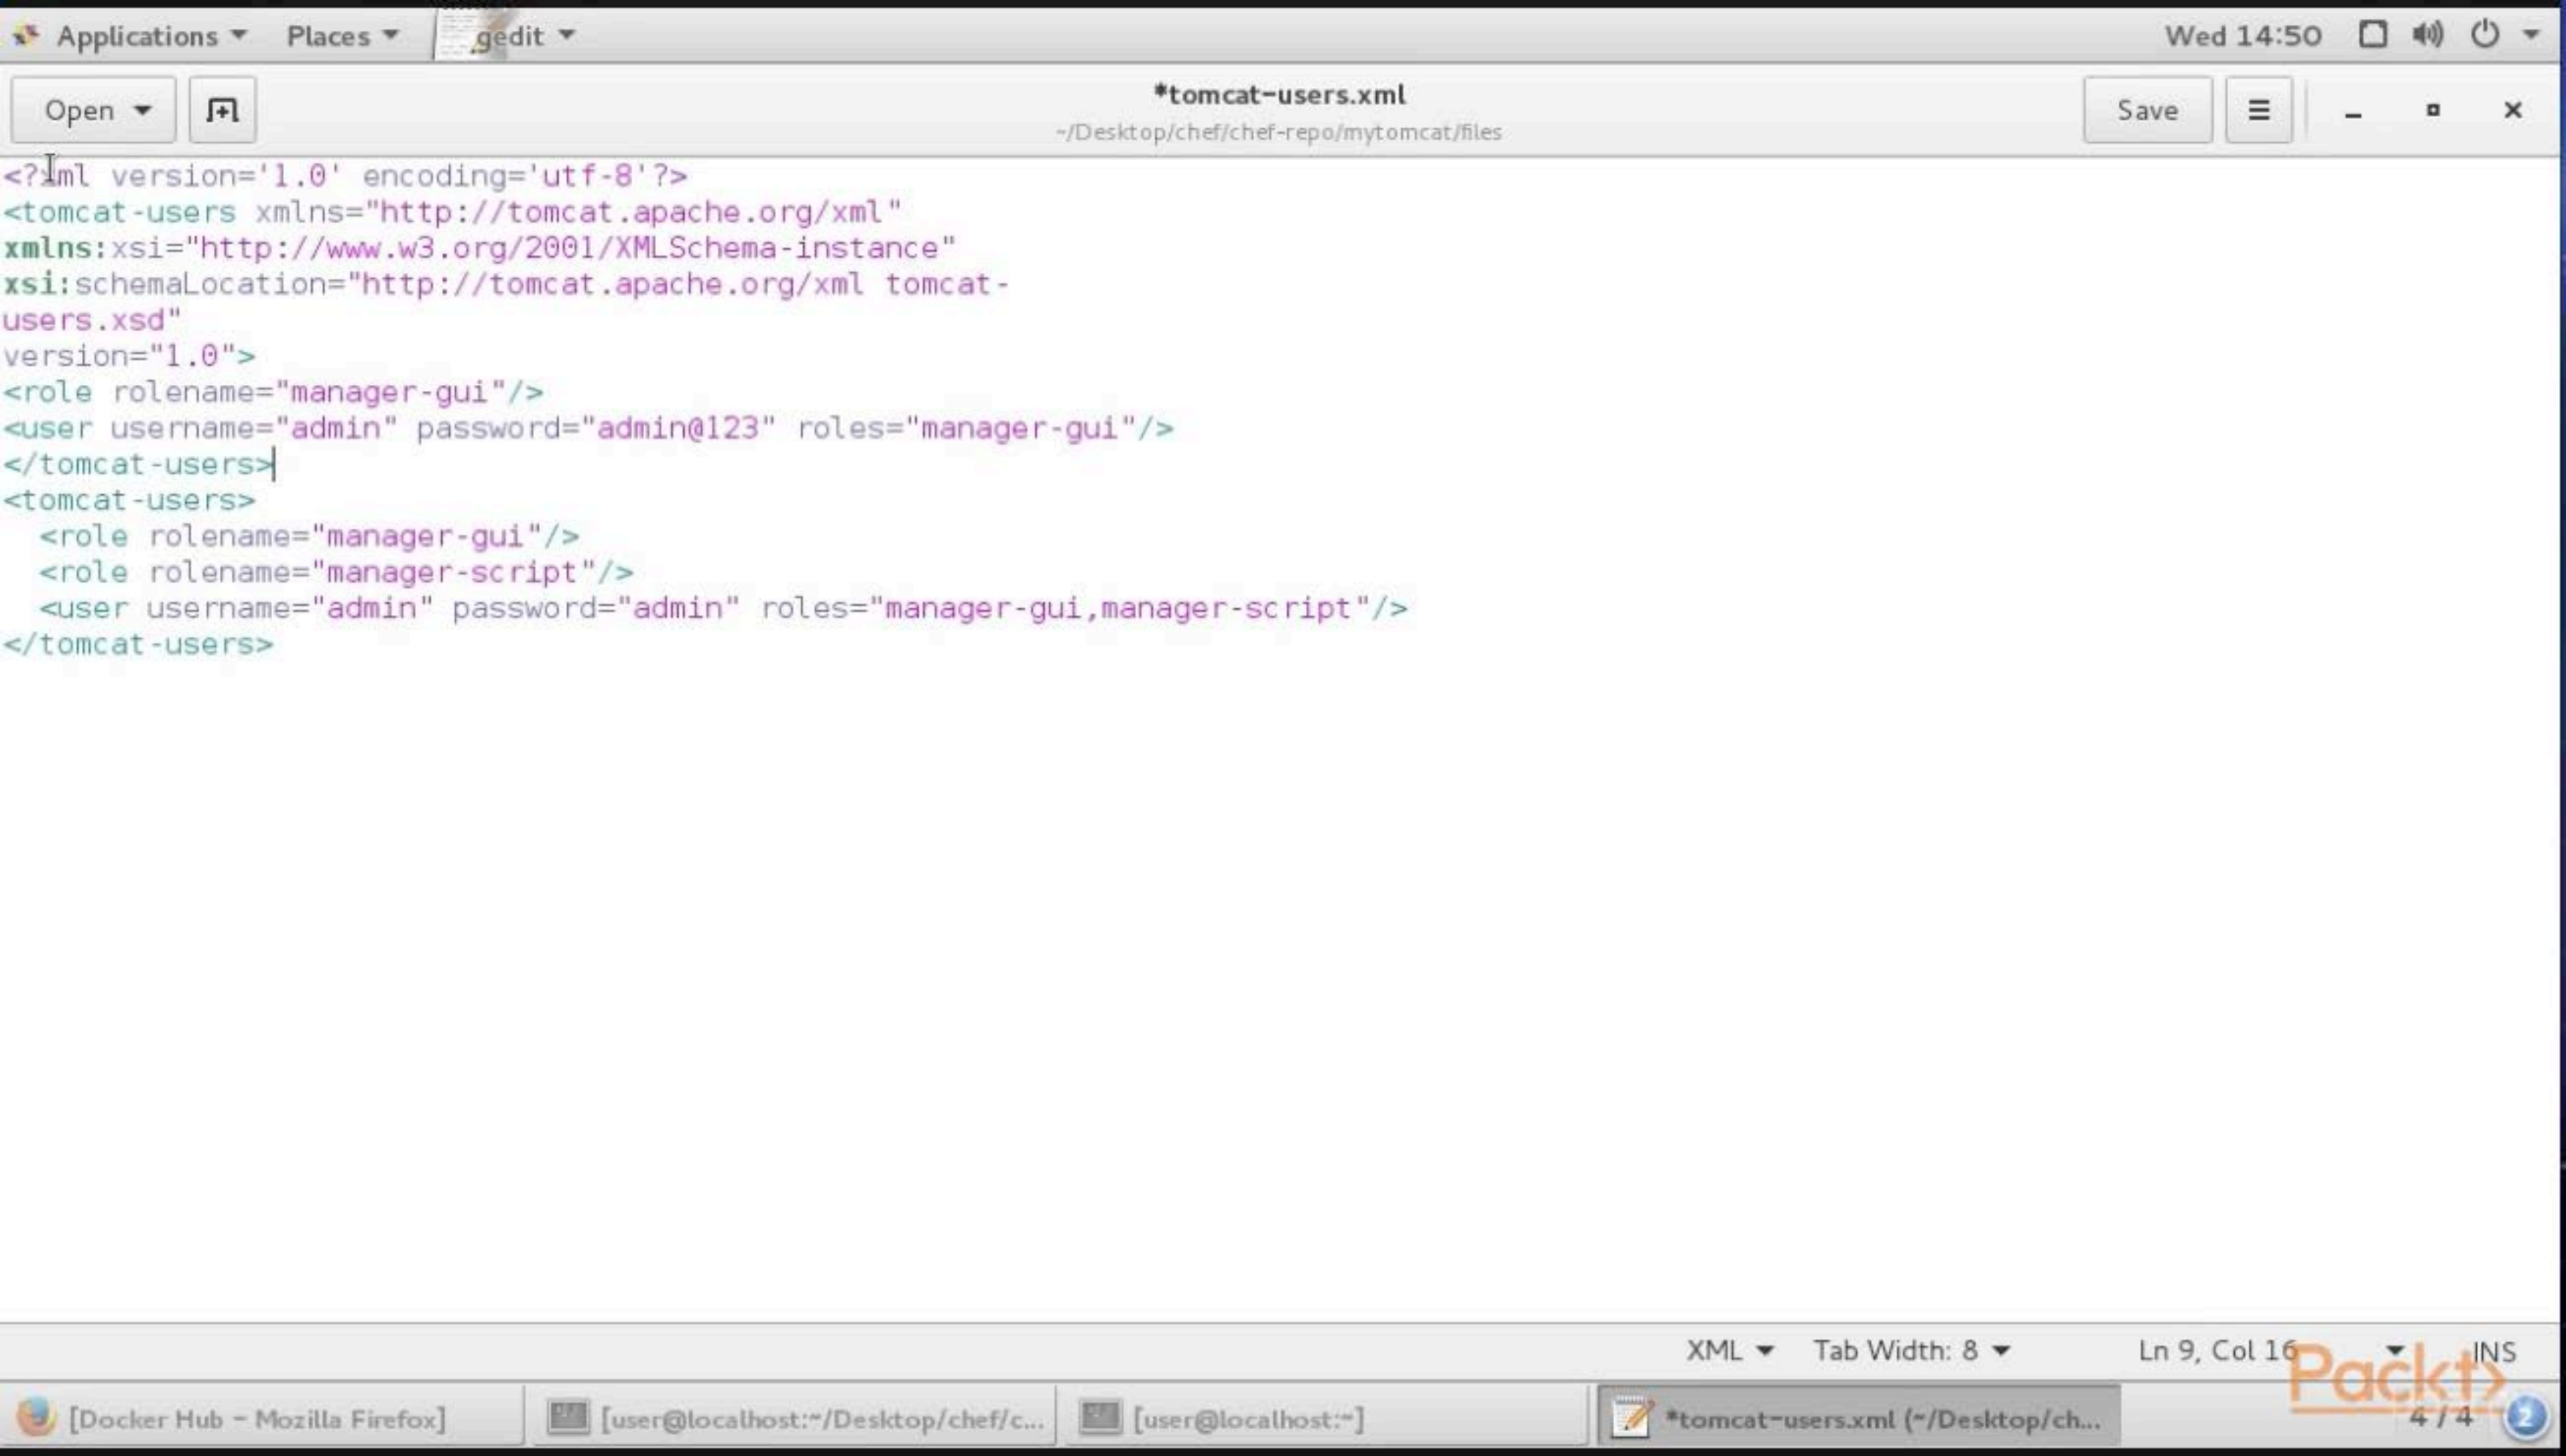 Applications Places gedit Wed 14:50
Open *tomcat-users.xml Save
~/Desktop/chef/chef-repo/mytomcat/files
<?xml version='1.0' encoding='utf-8'?>
<tomcat-users xmlns="http://tomcat.apache.org/xml"
xmlns:xsi="http://www.w3.org/2001/XMLSchema-instance"
xsi:schemaLocation="http://tomcat.apache.org/xml tomcat-
users.xsd"
version="1.0">
<role rolename="manager-gui"/>
<user username="admin" password="admin@123" roles="manager-gui"/>
</tomcat-users>
<tomcat-users>
  <role rolename="manager-gui"/>
  <role rolename="manager-script"/>
  <user username="admin" password="admin" roles="manager-gui,manager-script"/>
</tomcat-users>
XML Tab Width: 8 Ln 9, Col 16 INS
Packt>
[Docker Hub - Mozilla Firefox] [user@localhost:~/Desktop/chef/c... [user@localhost:~] *tomcat-users.xml (~/Desktop/ch... 4 / 4 2